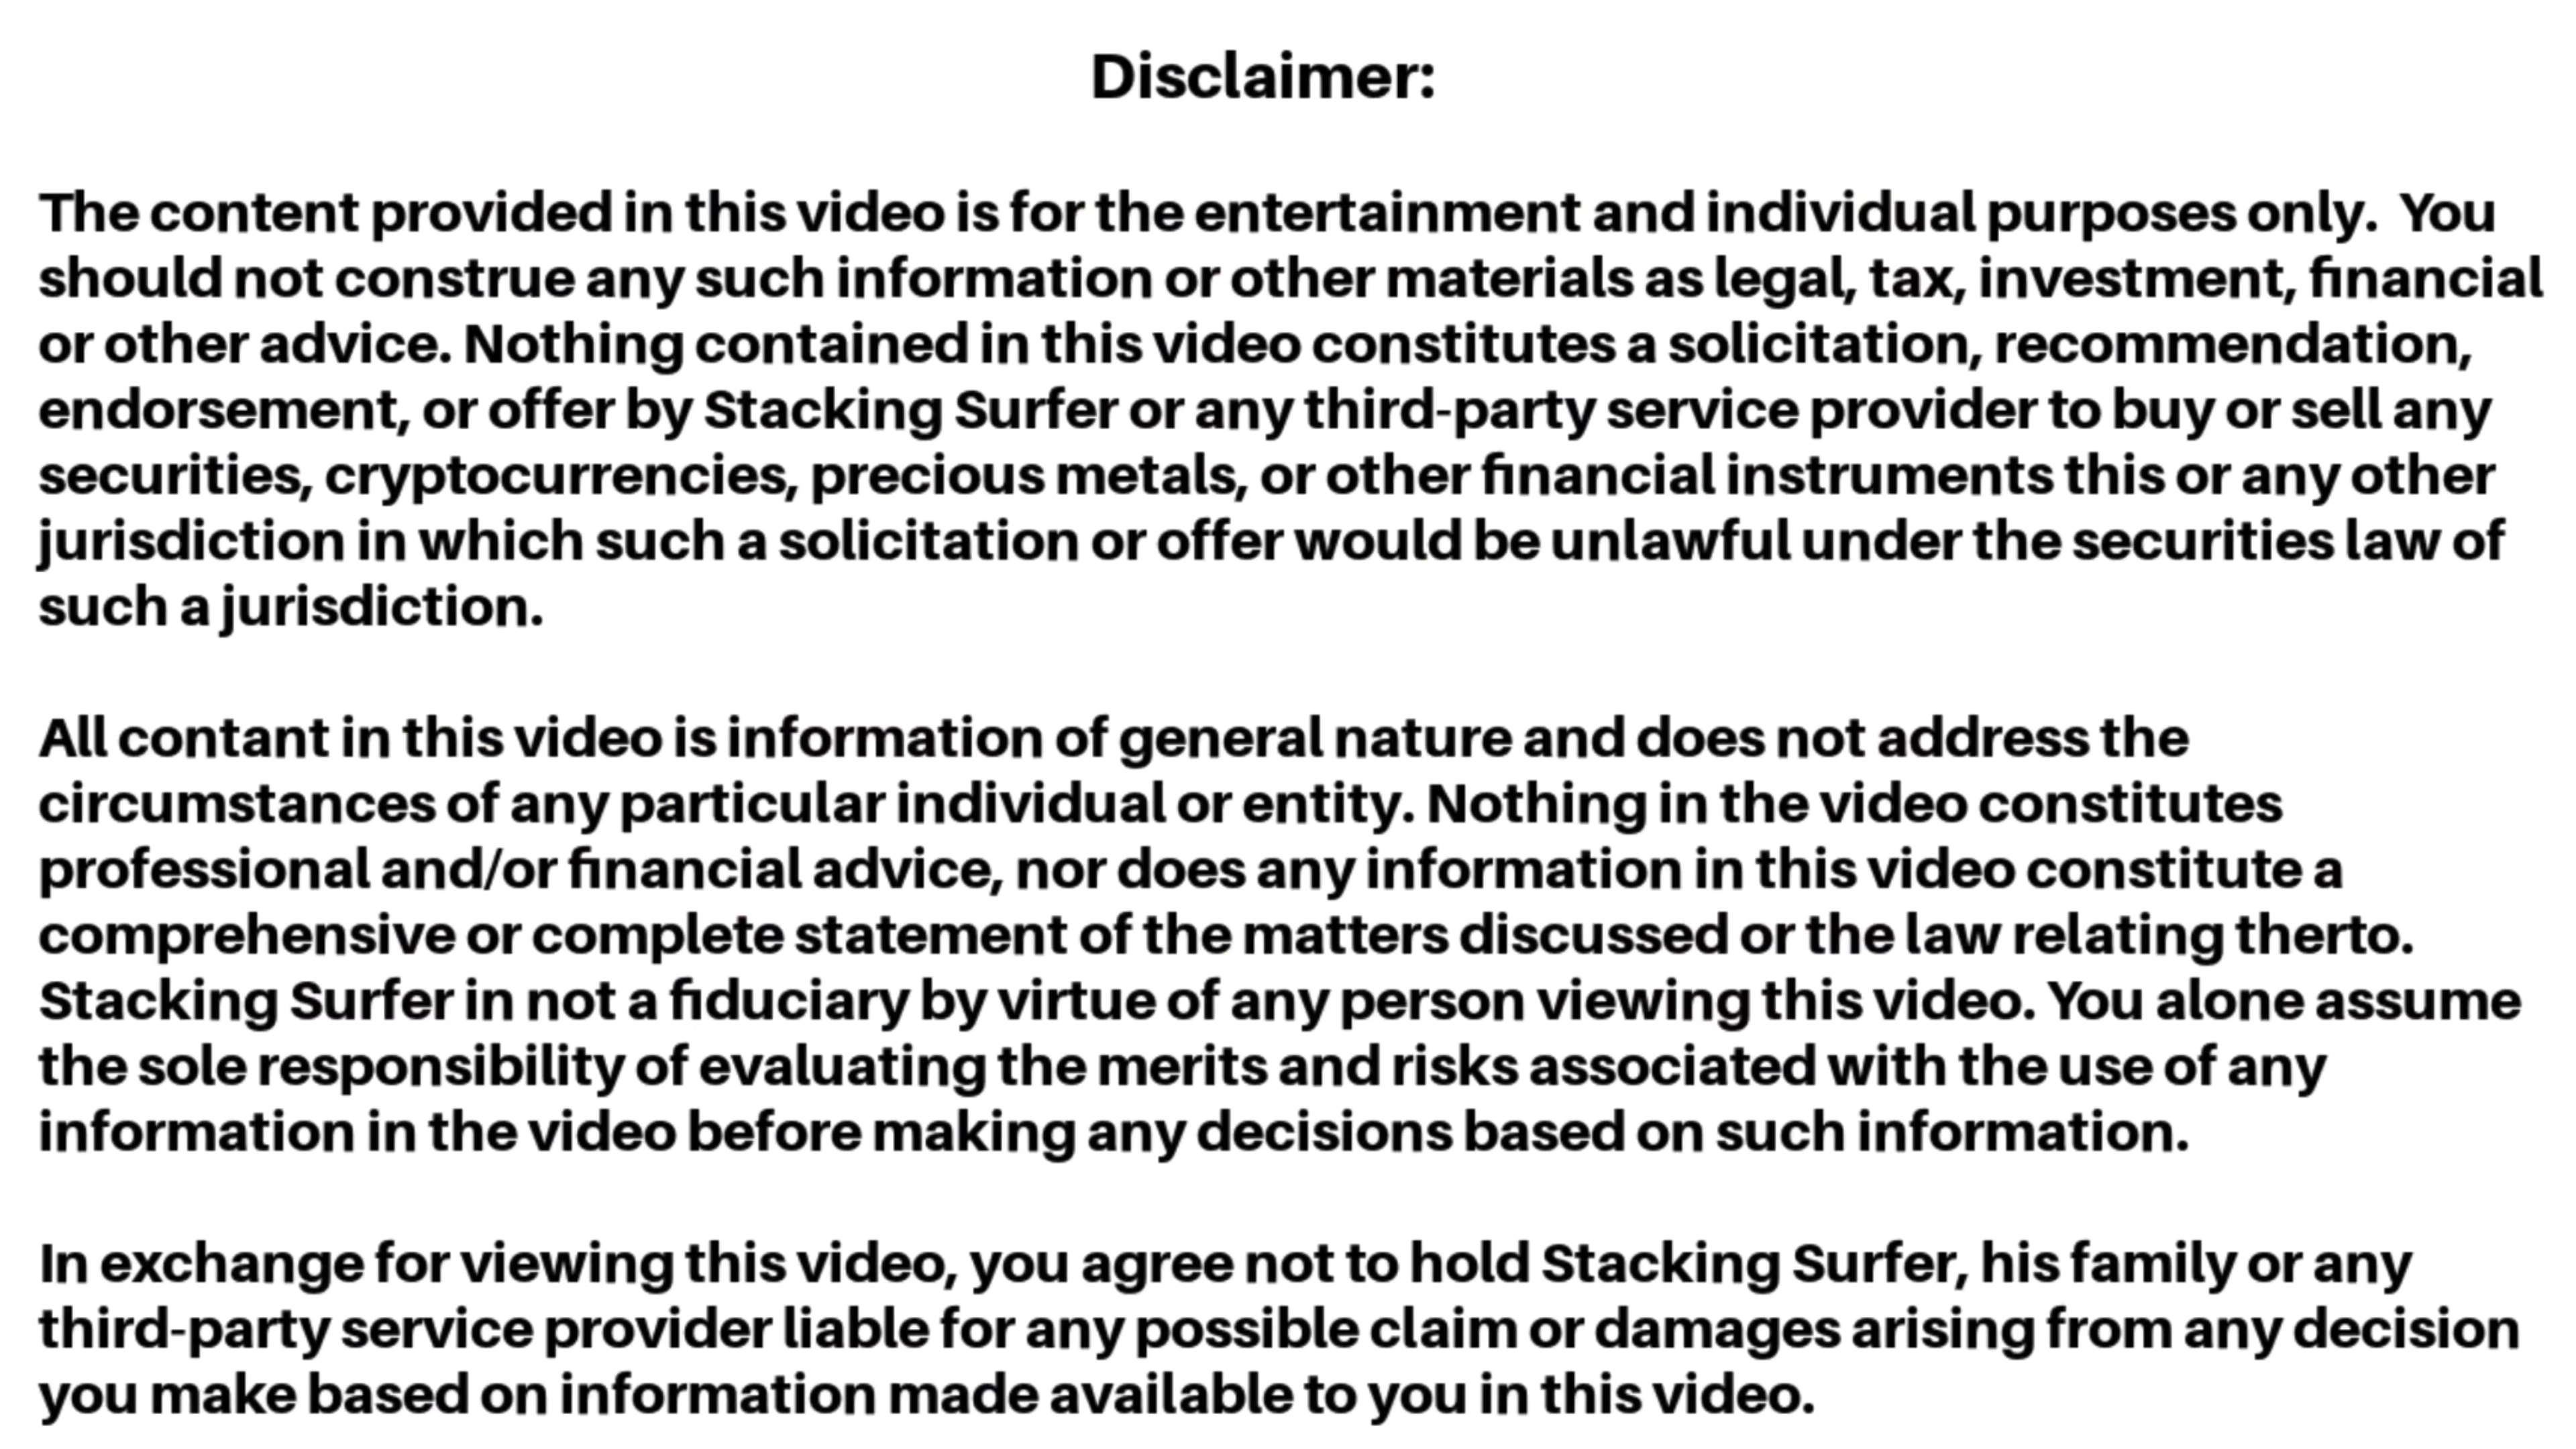 Disclaimer:
The content provided in this video is for the entertainment and individual purposes only.  You
should not construe any such information or other materials as legal, tax, investment, financial
or other advice. Nothing contained in this video constitutes a solicitation, recommendation,
endorsement, or offer by Stacking Surfer or any third-party service provider to buy or sell any
securities, cryptocurrencies, precious metals, or other financial instruments this or any other
jurisdiction in which such a solicitation or offer would be unlawful under the securities law of
such a jurisdiction.
All contant in this video is information of general nature and does not address the
circumstances of any particular individual or entity. Nothing in the video constitutes
professional and/or financial advice, nor does any information in this video constitute a
comprehensive or complete statement of the matters discussed or the law relating therto.
Stacking Surfer in not a fiduciary by virtue of any person viewing this video. You alone assume
the sole responsibility of evaluating the merits and risks associated with the use of any
information in the video before making any decisions based on such information.
In exchange for viewing this video, you agree not to hold Stacking Surfer, his family or any
third-party service provider liable for any possible claim or damages arising from any decision
you make based on information made available to you in this video.